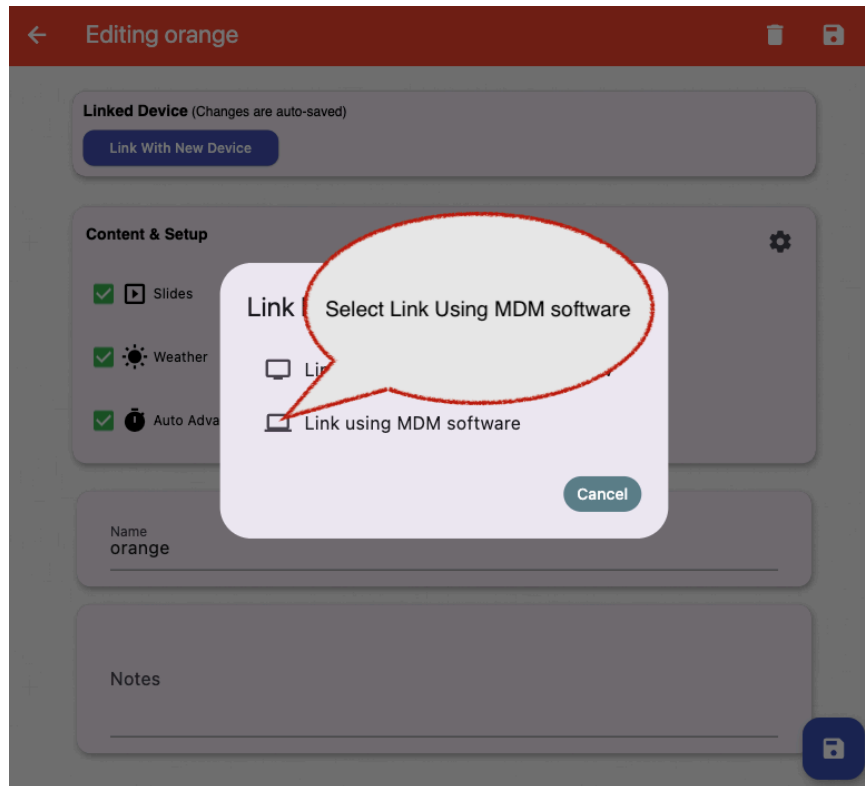 Editing orange
Linked Device (Changes are auto-saved)
Link With New Device
Content & Setup
Slides
Weather
Auto Adva
Link
Select Link Using MDM software
Link using MDM software
Cancel
Name
orange
Notes